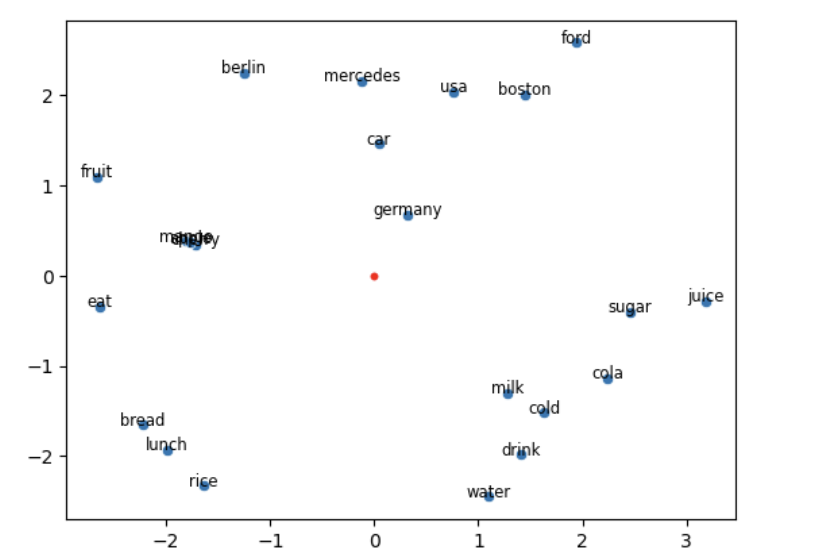 ford
berlin
mercedes
usa
boston
2
car
fruit
1
germany
mango
0
eat
juice
sugar
−1
cola
milk
cold
bread
lunch
drink
−2
rice
water
−2
−1
0
1
2
3